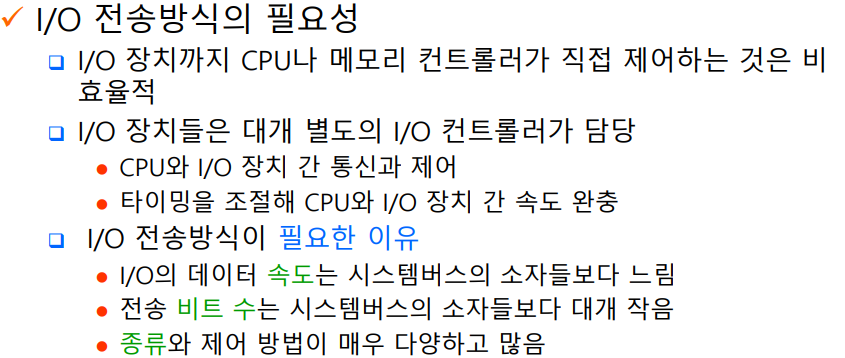 I/O 전송방식의 필요성
I/O 장치까지 CPU나 메모리 컨트롤러가 직접 제어하는 것은 비
효율적
I/O 장치들은 대개 별도의 I/O 컨트롤러가 담당
CPU와 I/O 장치 간 통신과 제어
타이밍을 조절해 CPU와 I/O 장치 간 속도 완충
I/O 전송방식이 필요한 이유
I/O의 데이터 속도는 시스템버스의 소자들보다 느림
전송 비트 수는 시스템버스의 소자들보다 대개 작음
종류와 제어 방법이 매우 다양하고 많음